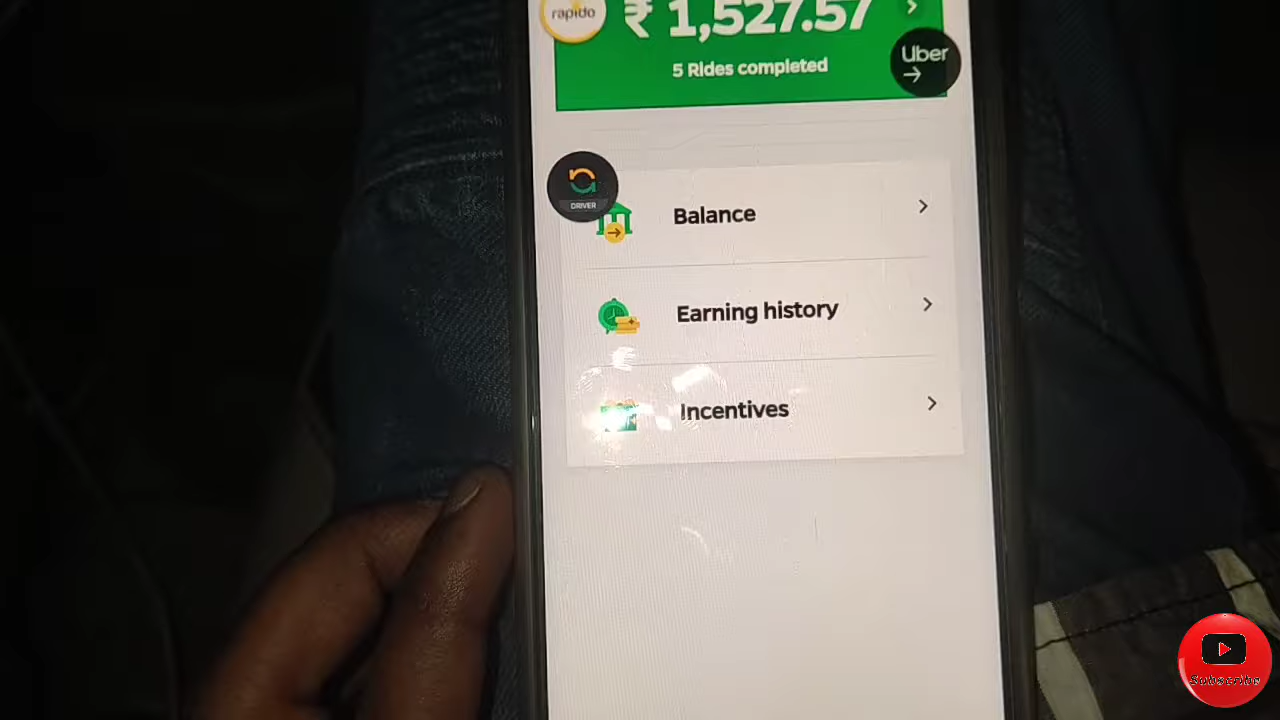 rapido
₹ 1,527.57
5 Rides completed
Uber
DRIVER
Balance
Earning history
Incentives
Subscribe